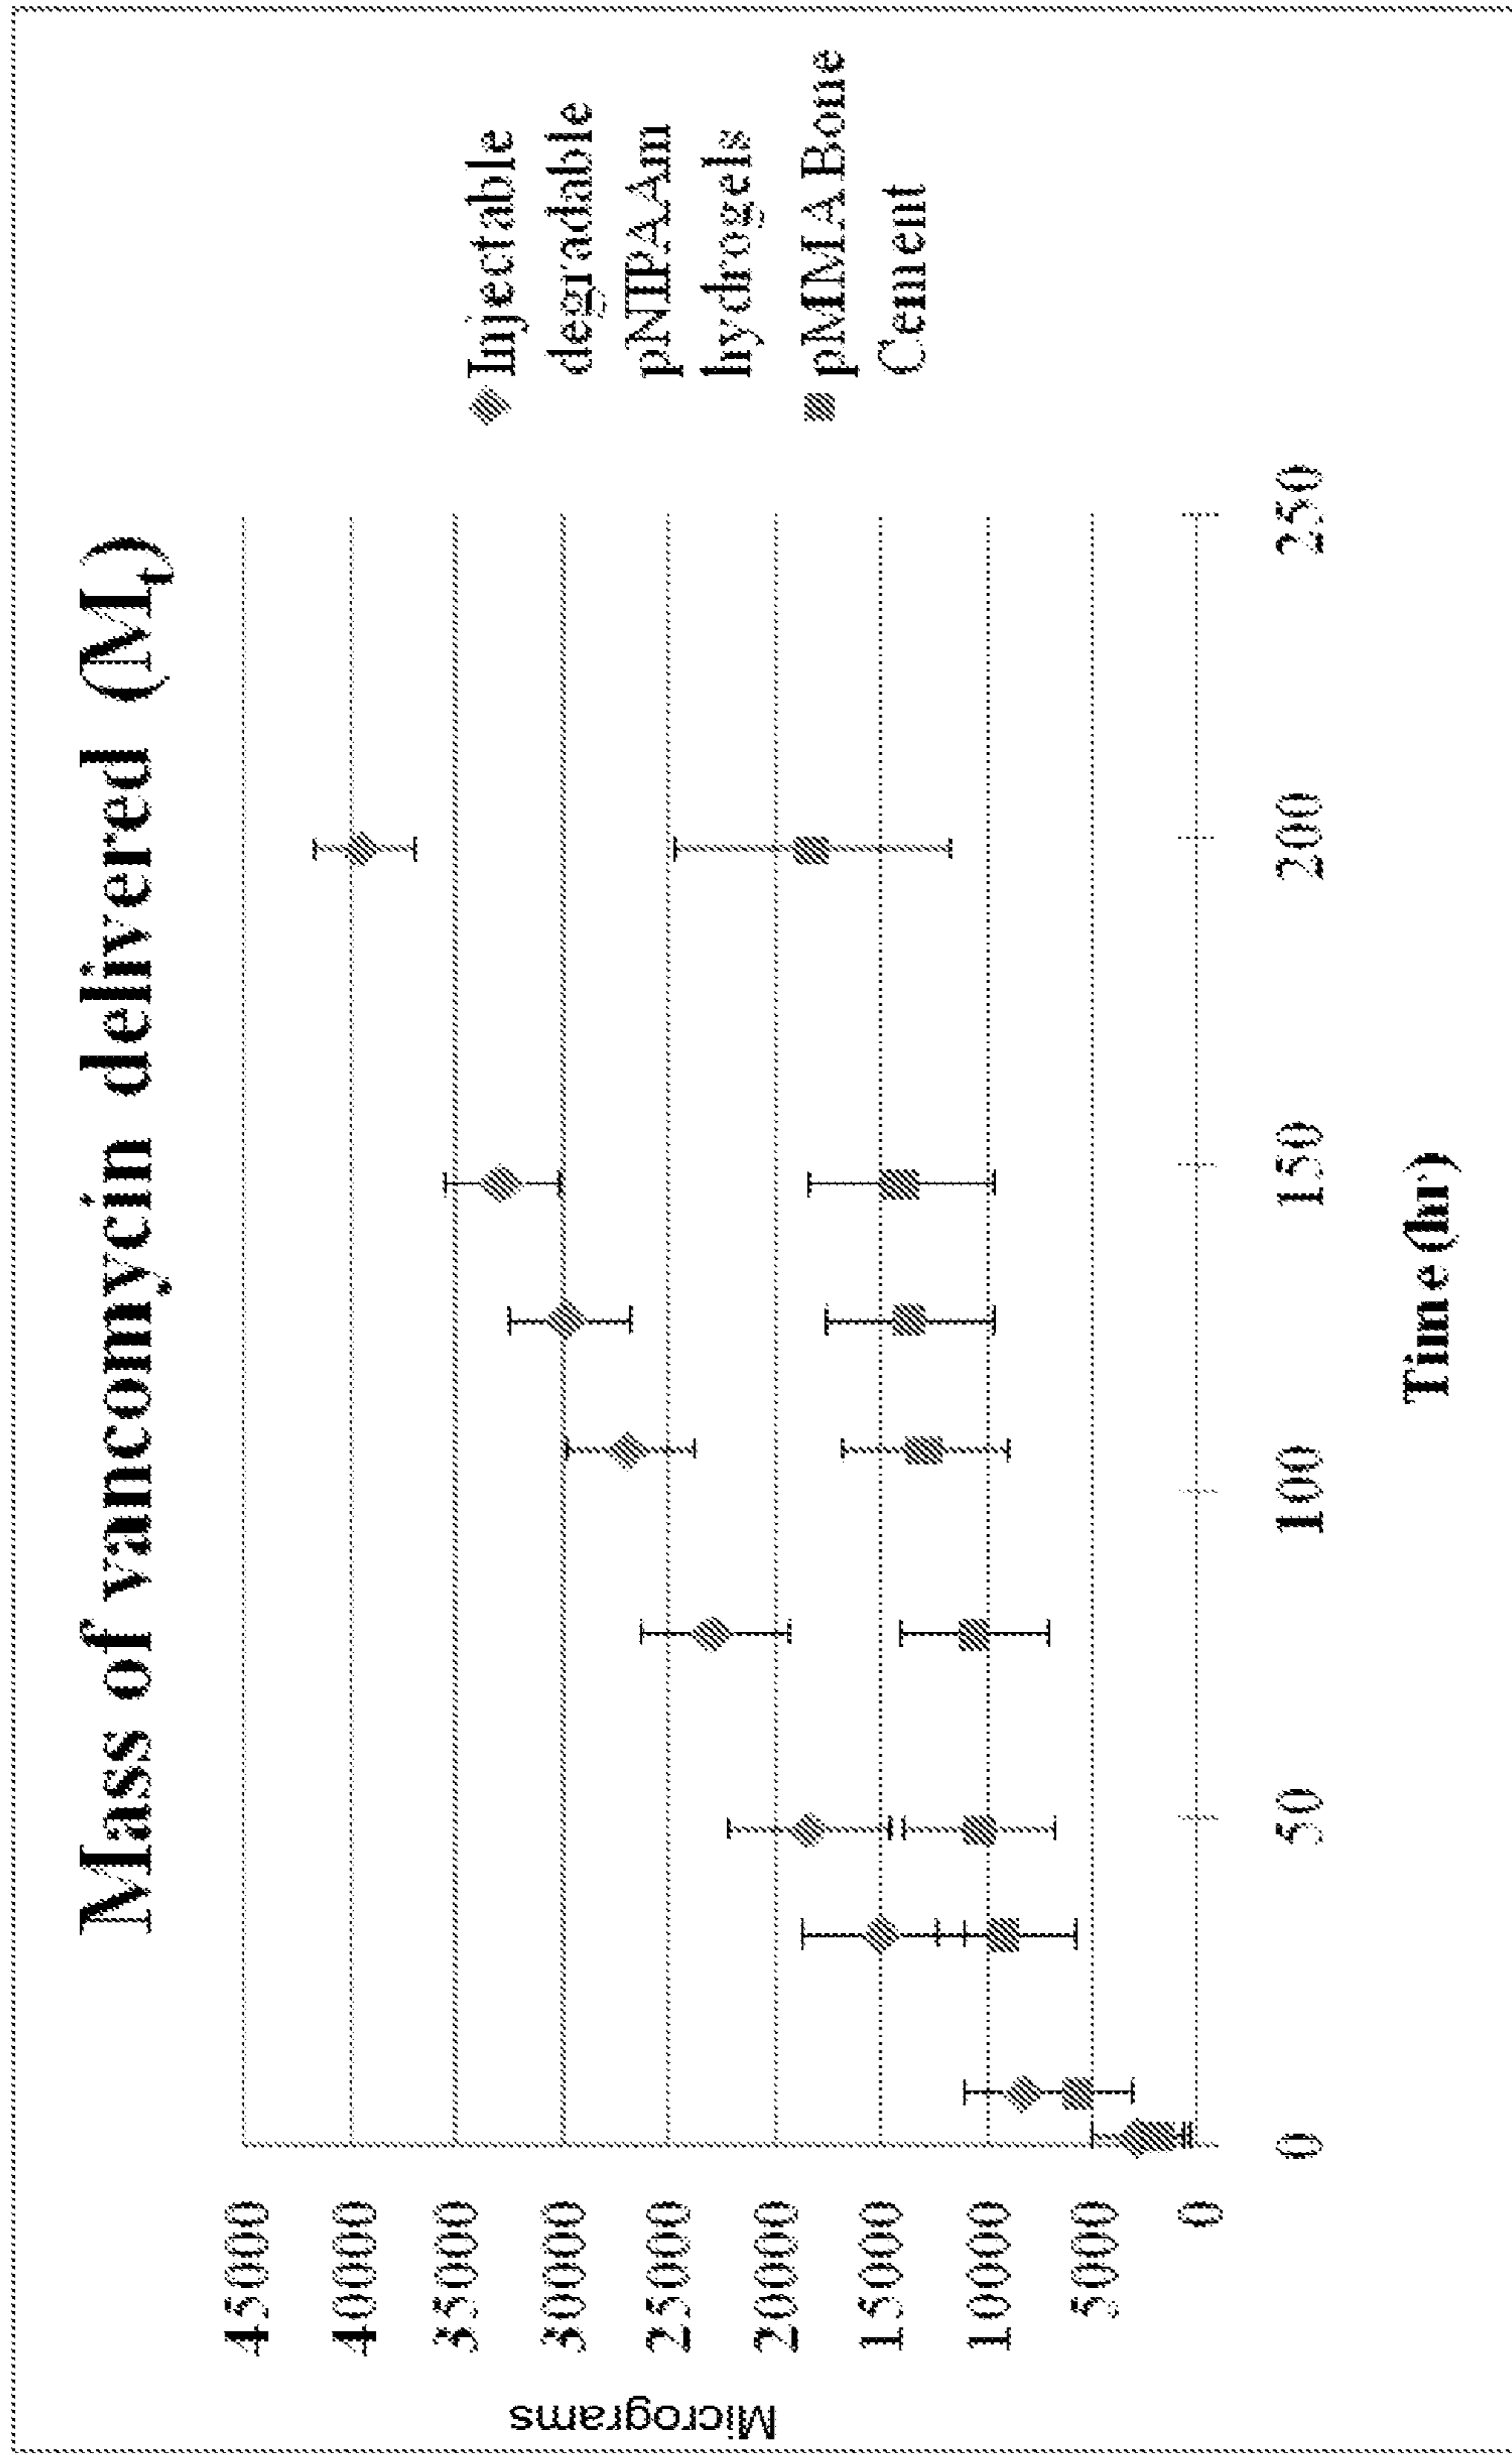 Mass of vancomycin delivered (Mt)
45000
40000
35000
30000
25000
20000
15000
10000
5000
0
Micrograms
0
50
100
150
200
250
Time (hr)
Injectable
degradable
pNIPAAm
hydrogels
pMMA Bone
Cement